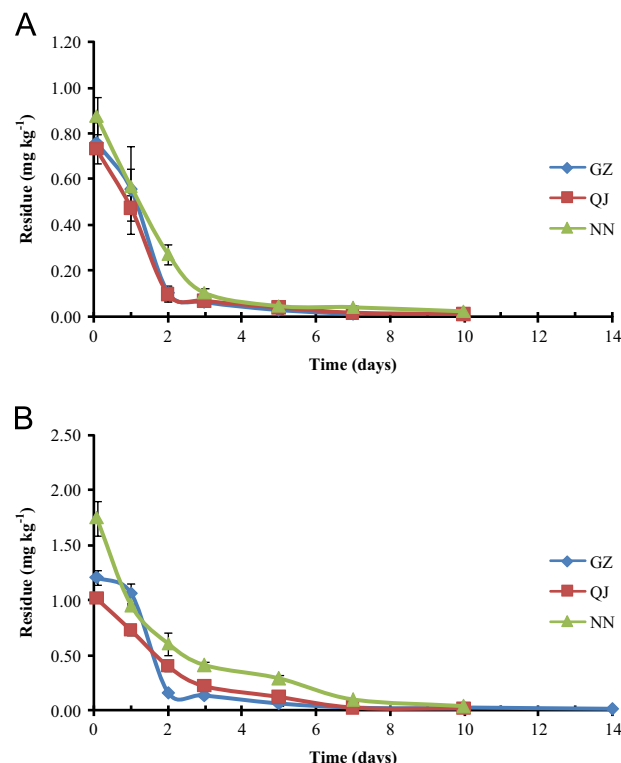 A
1.20
1.00
0.80
0.60
0.40
0.20
0.00
Residue (mg kg-1)
0 2 4 6 8 10 12 14
Time (days)
GZ
QJ
NN
B
2.50
2.00
1.50
1.00
0.50
0.00
Residue (mg kg-1)
0 2 4 6 8 10 12 14
Time (days)
GZ
QJ
NN